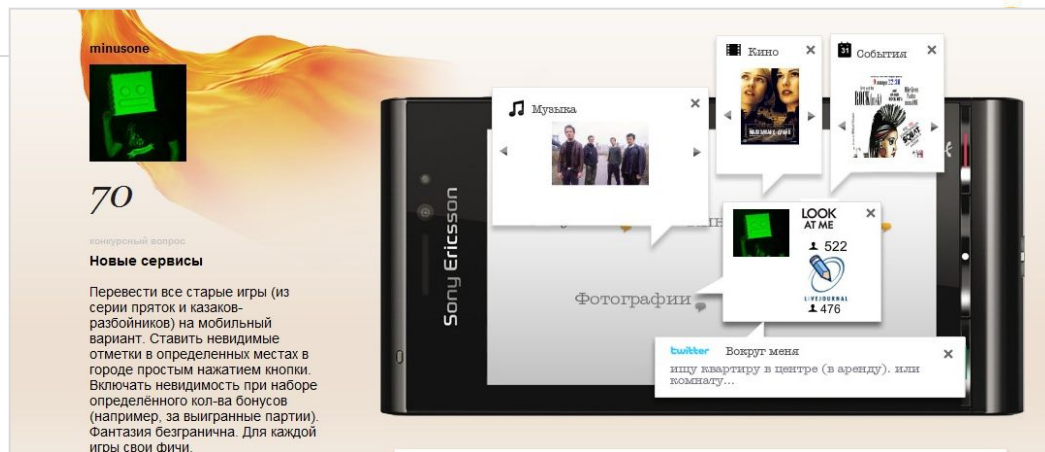 minusone
70
конкурсный вопрос
Новые сервисы
Перевести все старые игры (из
серии пряток и казаков-
разбойников) на мобильный
вариант. Ставить невидимые
отметки в определенных местах в
городе простым нажатием кнопки.
Включать невидимость при наборе
определённого кол-ва бонусов
(например, за выигранные партии).
Фантазия безгранична. Для каждой
игры свои фичи.
Sony Ericsson
Музыка
Кино
31
События
LOOK
AT ME
522
LIVEJOURNAL
476
Фотографии
twitter Вокруг меня
ищу квартиру в центре (в аренду). или
комнату...